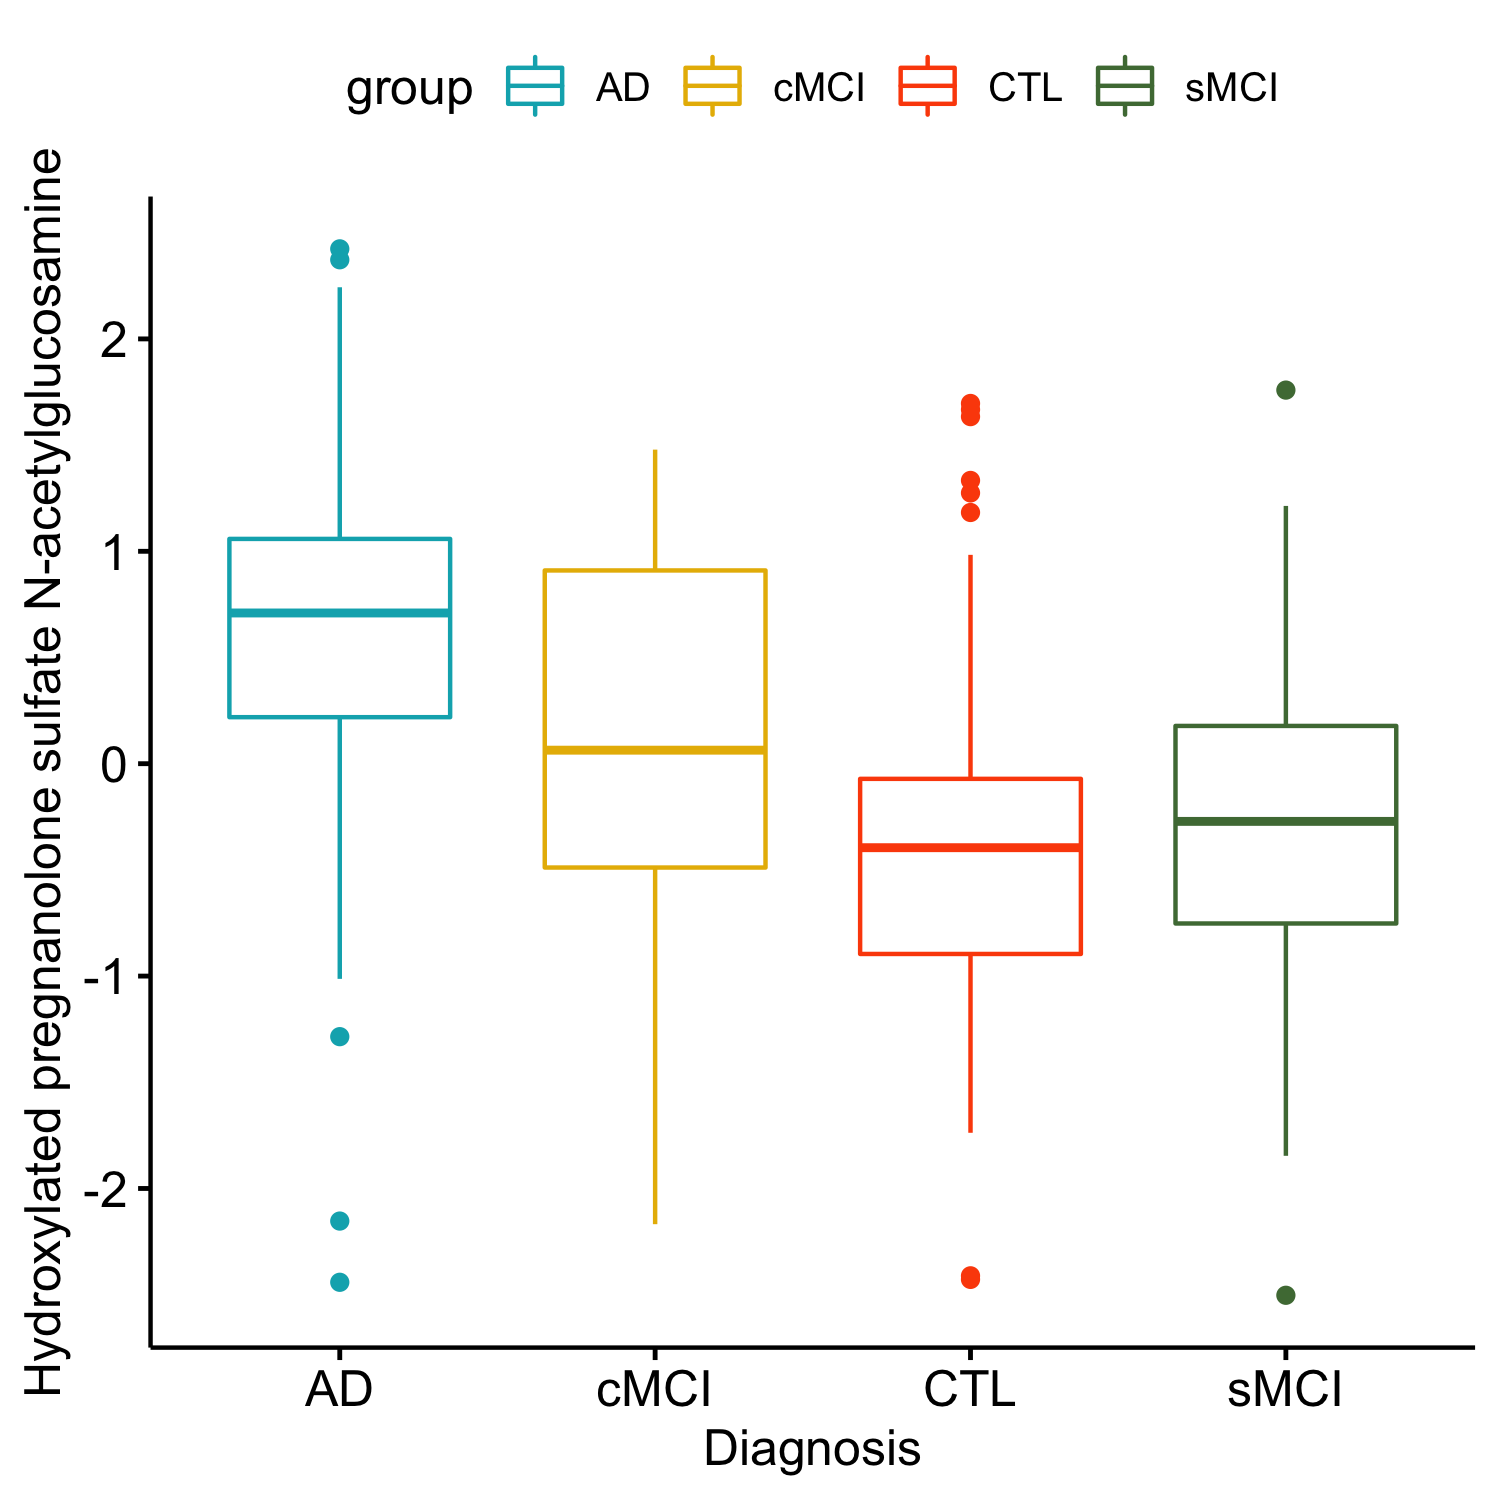 group AD cMCI CTL sMCI
Hydroxylated pregnanolone sulfate N-acetylglucosamine
2
1
0
-1
-2
AD cMCI CTL sMCI
Diagnosis